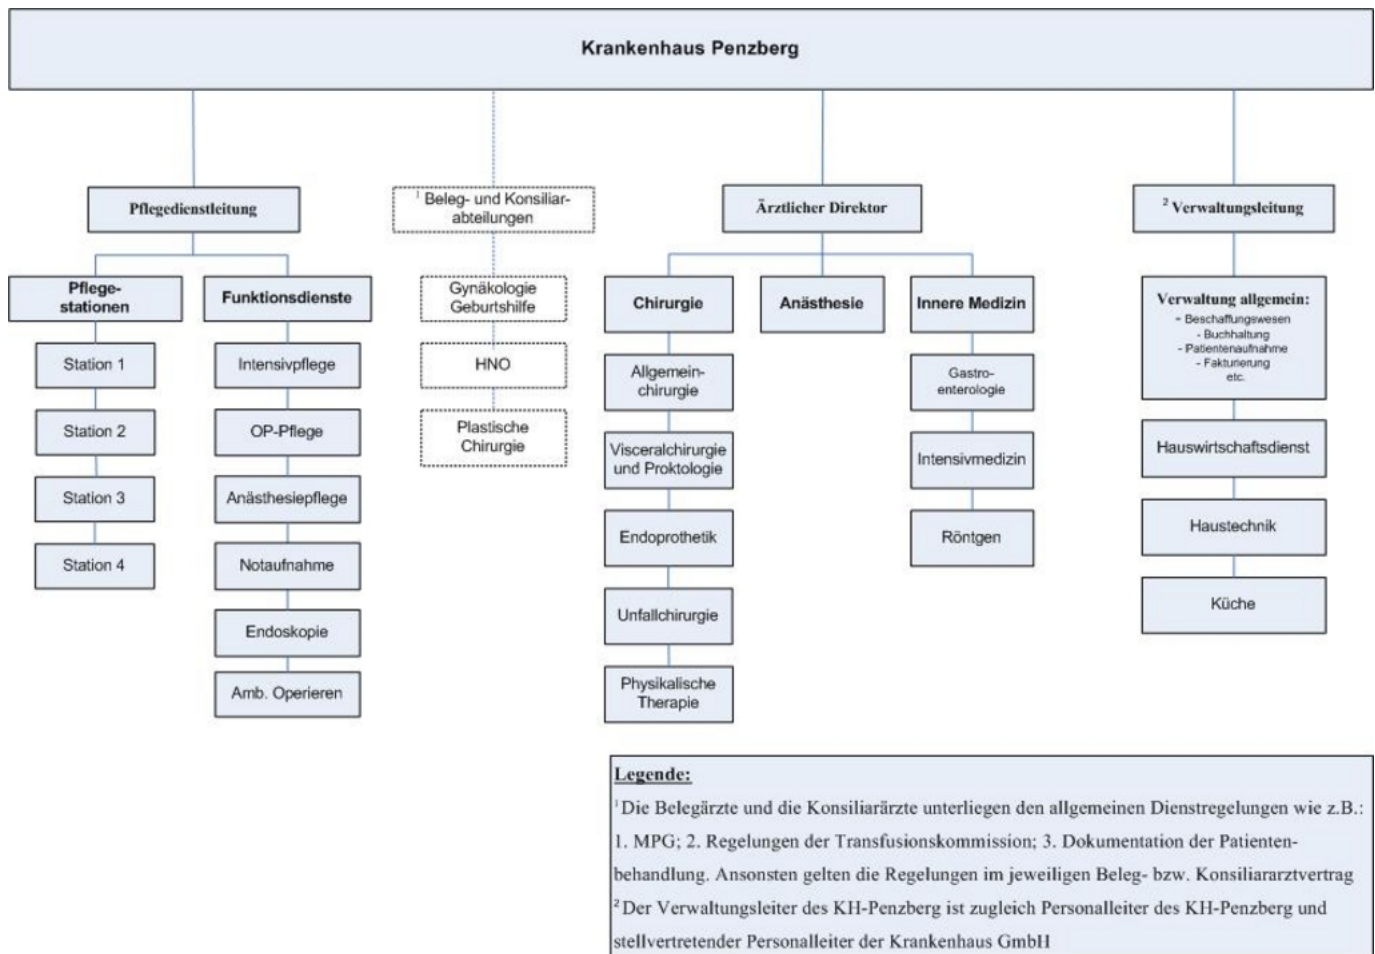 Krankenhaus Penzberg
Pflegedienstleitung
1 Beleg- und Konsiliar-
abteilungen
Ärztlicher Direktor
2 Verwaltungsleitung
Pflege-
stationen
Station 1
Station 2
Station 3
Station 4
Funktionsdienste
Intensivpflege
OP-Pflege
Anästhesiepflege
Notaufnahme
Endoskopie
Amb. Operieren
Gynäkologie
Geburtshilfe
HNO
Plastische
Chirurgie
Chirurgie
Allgemein-
chirurgie
Visceralchirurgie
und Proktologie
Endoprothetik
Unfallchirurgie
Physikalische
Therapie
Anästhesie
Innere Medizin
Gastro-
enterologie
Intensivmedizin
Röntgen
Verwaltung allgemein:
- Beschaffungswesen
- Buchhaltung
- Patientenaufnahme
- Fakturierung
etc.
Hauswirtschaftsdienst
Haustechnik
Küche
Legende:
1 Die Belegärzte und die Konsiliarärzte unterliegen den allgemeinen Dienstregelungen wie z.B.:
1. MPG; 2. Regelungen der Transfusionskommission; 3. Dokumentation der Patienten-
behandlung. Ansonsten gelten die Regelungen im jeweiligen Beleg- bzw. Konsiliararztvertrag
2 Der Verwaltungsleiter des KH-Penzberg ist zugleich Personalleiter des KH-Penzberg und
stellvertretender Personalleiter der Krankenhaus GmbH